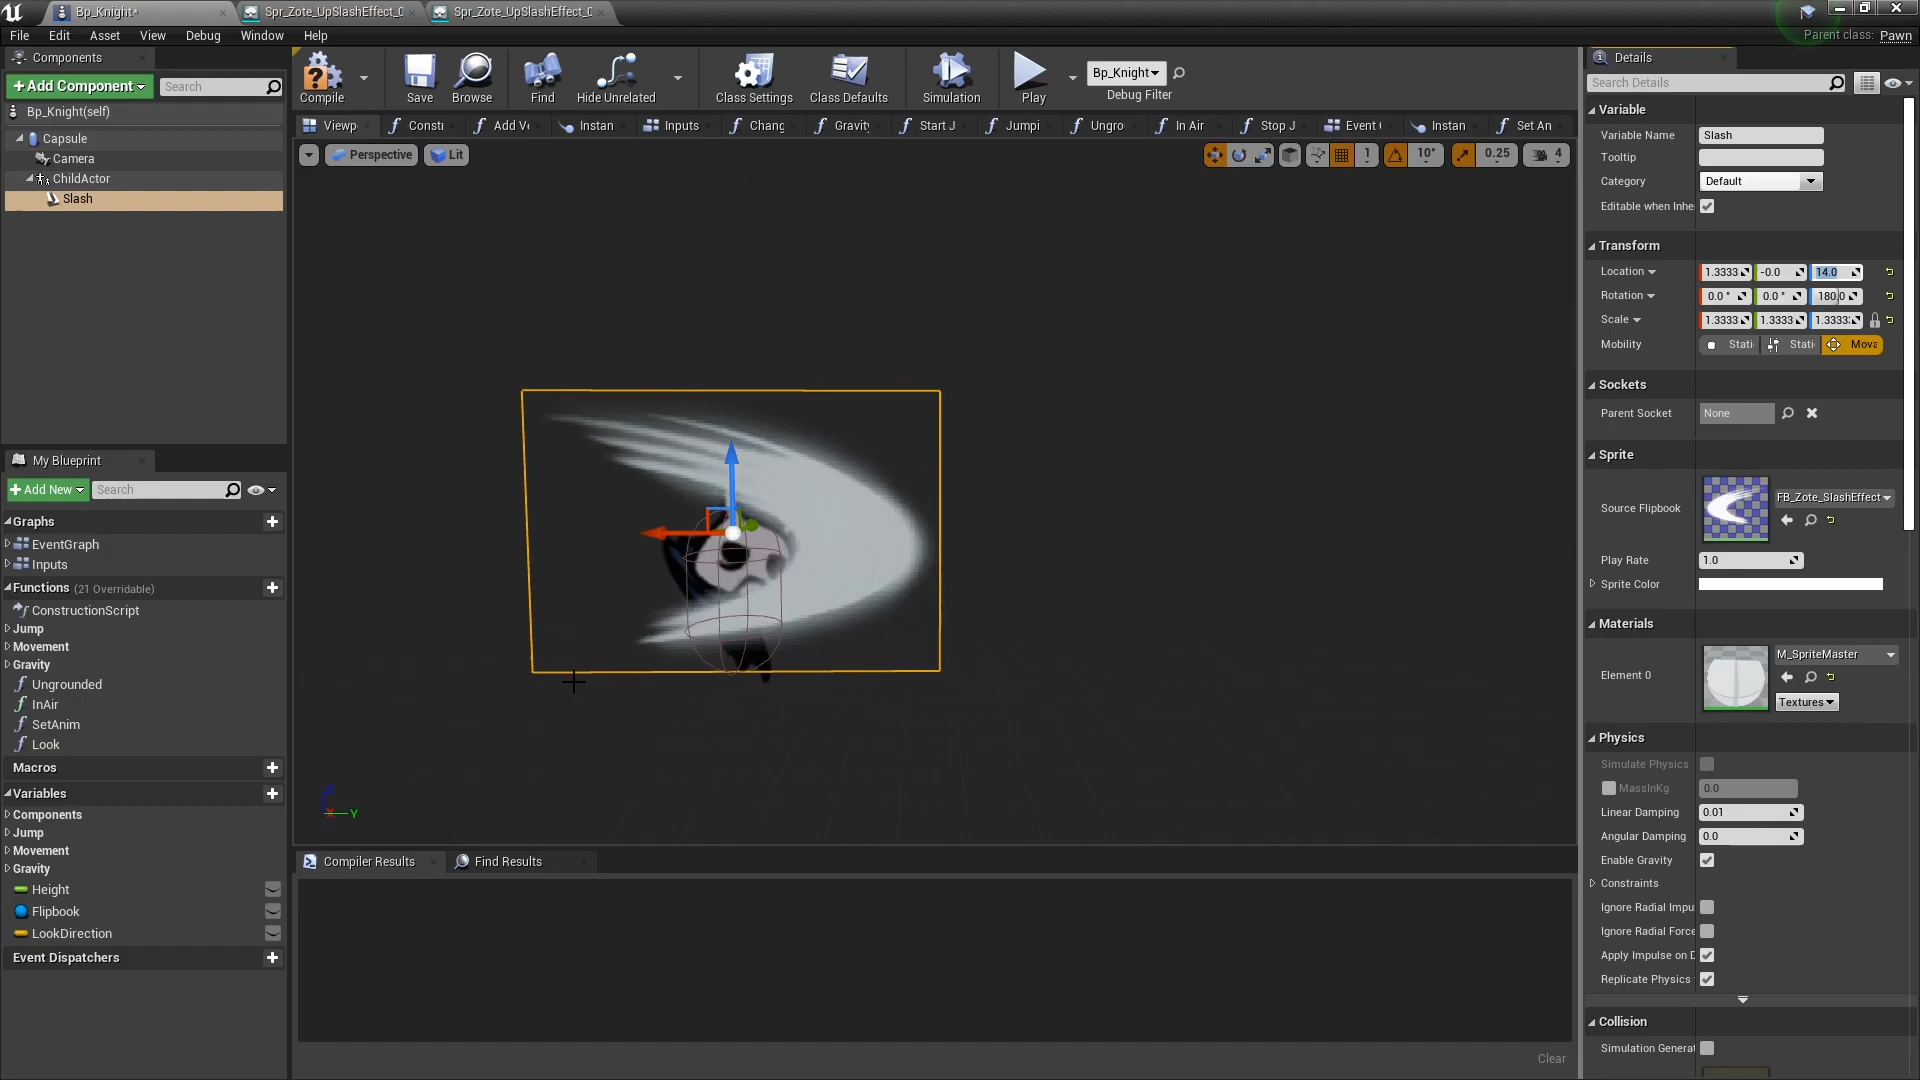 Bp_Knight*
Spr_Zote_UpSlashEffect_0
Spr_Zote_UpSlashEffect_0
File Edit Asset View Debug Window Help
Parent class: Pawn
Components
+Add Component
Search
Bp_Knight(self)
Capsule
Camera
ChildActor
Slash
Compile
Save
Browse
Find
Hide Unrelated
Class Settings
Class Defaults
Simulation
Play
Bp_Knight
Debug Filter
Viewp
Constr
Add V
Instan
Inputs
Chang
Gravity
Start J
Jumpi
Ungro
In Air
Stop J
Event
Instan
Set An
Perspective
Lit
1
10°
0.25
4
X
Y
My Blueprint
+Add New
Search
Graphs
EventGraph
Inputs
Functions (21 Overridable)
ConstructionScript
Jump
Movement
Gravity
Ungrounded
InAir
SetAnim
Look
Macros
Variables
Components
Jump
Movement
Gravity
Height
Flipbook
LookDirection
Event Dispatchers
Compiler Results
Find Results
Clear
Details
Search Details
Variable
Variable Name Slash
Tooltip
Category Default
Editable when Inhe
Transform
Location 1.3333 -0.0 14.0
Rotation 0.0 ° 0.0 ° 180.0
Scale 1.3333 1.3333 1.3333
Mobility Stati Stati Mova
Sockets
Parent Socket None
Sprite
Source Flipbook FB_Zote_SlashEffect
Play Rate 1.0
Sprite Color
Materials
Element 0 M_SpriteMaster
Textures
Physics
Simulate Physics
MassInKg 0.0
Linear Damping 0.01
Angular Damping 0.0
Enable Gravity
Constraints
Ignore Radial Impu
Ignore Radial Force
Apply Impulse on D
Replicate Physics
Collision
Simulation Generat